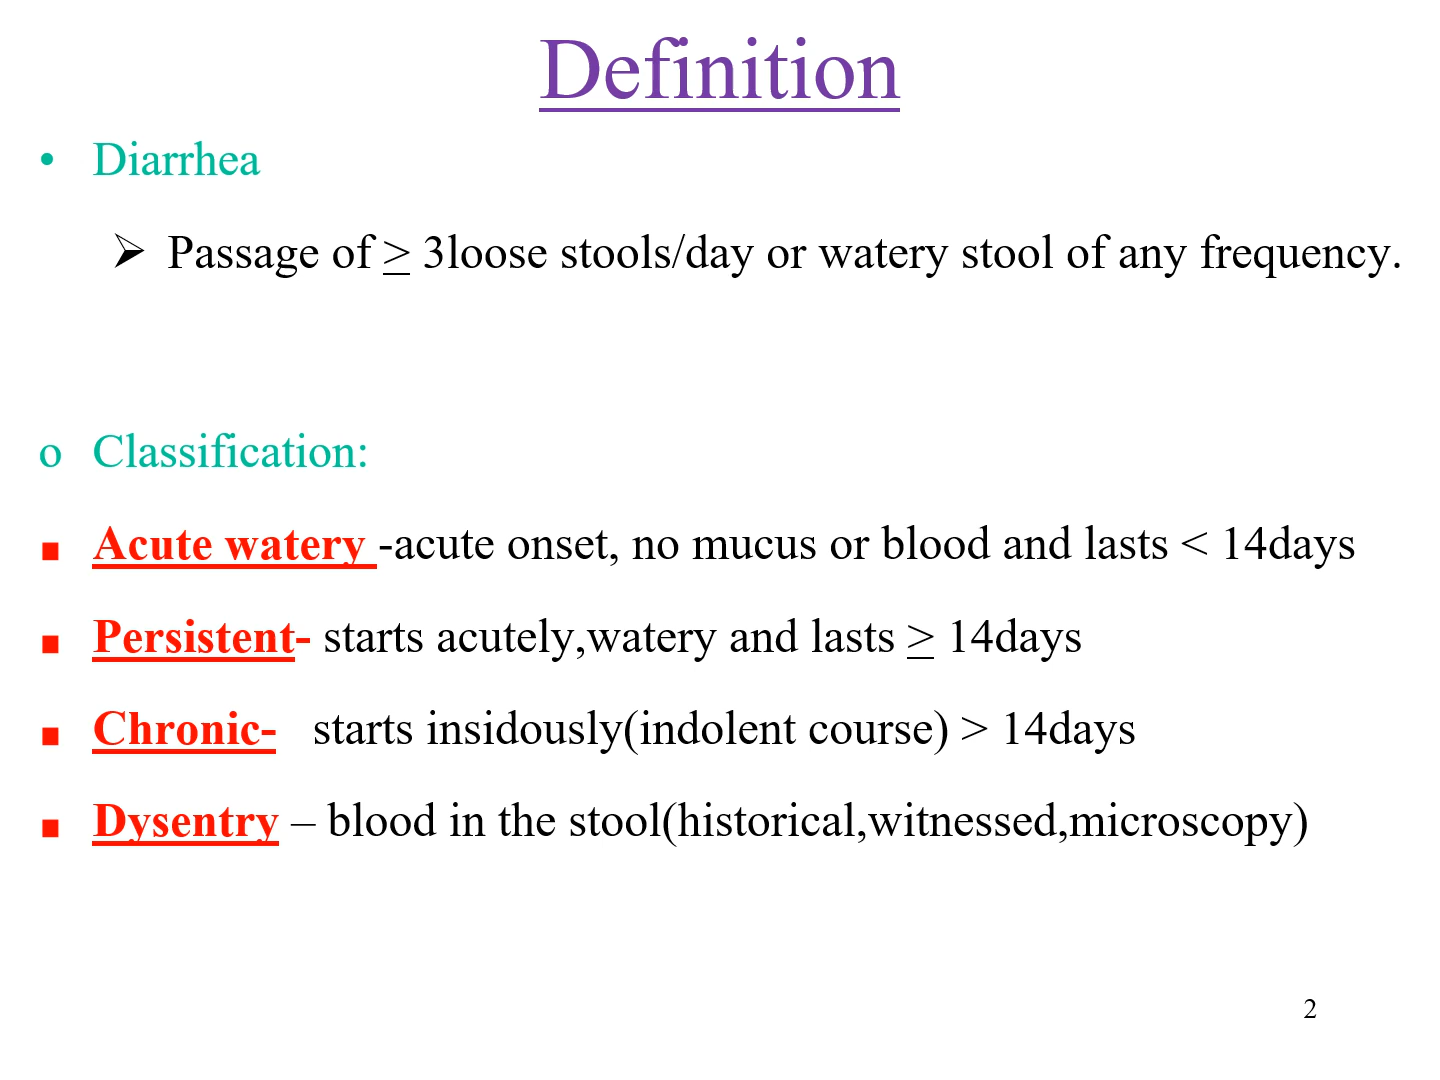 Definition
• Diarrhea
➢ Passage of ≥ 3loose stools/day or watery stool of any frequency.
o Classification:
■ Acute watery -acute onset, no mucus or blood and lasts < 14days
■ Persistent- starts acutely,watery and lasts ≥ 14days
■ Chronic- starts insidously(indolent course) > 14days
■ Dysentry – blood in the stool(historical,witnessed,microscopy)
2